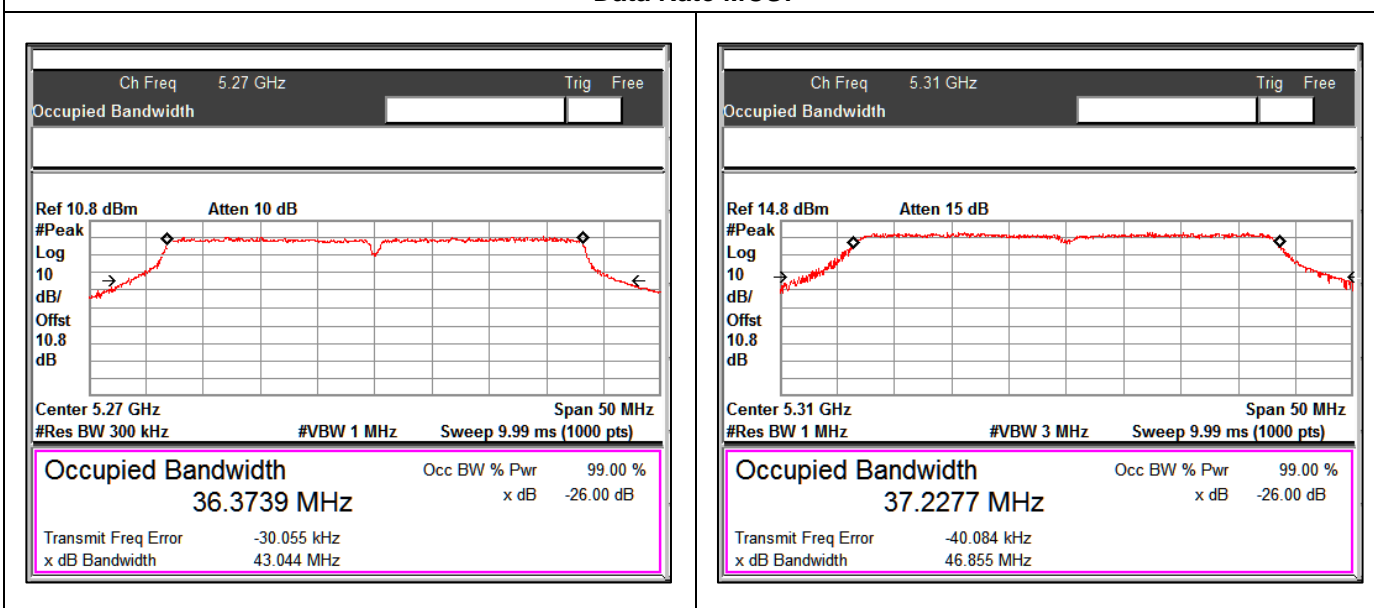 Ch Freq 5.27 GHz Trig Free
Occupied Bandwidth
Ref 10.8 dBm Atten 10 dB
#Peak
Log
10
dB/
Offst
10.8
dB
Center 5.27 GHz Span 50 MHz
#Res BW 300 kHz #VBW 1 MHz Sweep 9.99 ms (1000 pts)
Occupied Bandwidth Occ BW % Pwr 99.00 %
36.3739 MHz x dB -26.00 dB
Transmit Freq Error -30.055 kHz
x dB Bandwidth 43.044 MHz
Ch Freq 5.31 GHz Trig Free
Occupied Bandwidth
Ref 14.8 dBm Atten 15 dB
#Peak
Log
10
dB/
Offst
10.8
dB
Center 5.31 GHz Span 50 MHz
#Res BW 1 MHz #VBW 3 MHz Sweep 9.99 ms (1000 pts)
Occupied Bandwidth Occ BW % Pwr 99.00 %
37.2277 MHz x dB -26.00 dB
Transmit Freq Error -40.084 kHz
x dB Bandwidth 46.855 MHz